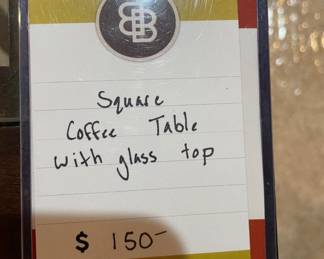 Square
Coffee Table
with glass top
$ 150-